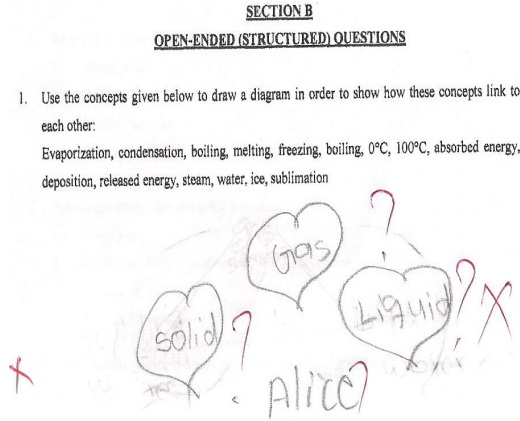 SECTION B
OPEN-ENDED (STRUCTURED) QUESTIONS
1. Use the concepts given below to draw a diagram in order to show how these concepts link to
each other:
Evaporization, condensation, boiling, melting, freezing, boiling, 0°C, 100°C, absorbed energy,
deposition, released energy, steam, water, ice, sublimation
?
Gas
Liquid ? X
Solid ?
X
Alice?